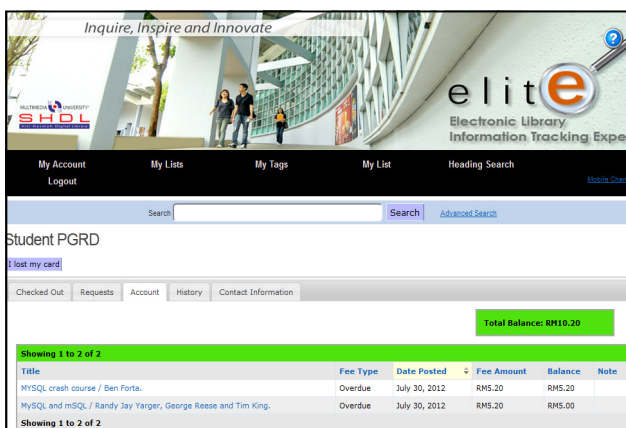 Inquire, Inspire and Innovate
MULTIMEDIA UNIVERSITY
SHDL
Siti Hasmah Digital Library
?
elite
Electronic Library
Information Tracking Expe
My Account My Lists My Tags My List Heading Search
Logout
Search Search Advanced Search
Student PGRD
I lost my card
Checked Out Requests Account History Contact Information
Total Balance: RM10.20
Showing 1 to 2 of 2
Title Fee Type Date Posted Fee Amount Balance Note
MYSQL crash course / Ben Forta. Overdue July 30, 2012 RM5.20 RM5.20
MySQL and mSQL / Randy Jay Yarger, George Reese and Tim King. Overdue July 30, 2012 RM5.20 RM5.00
Showing 1 to 2 of 2